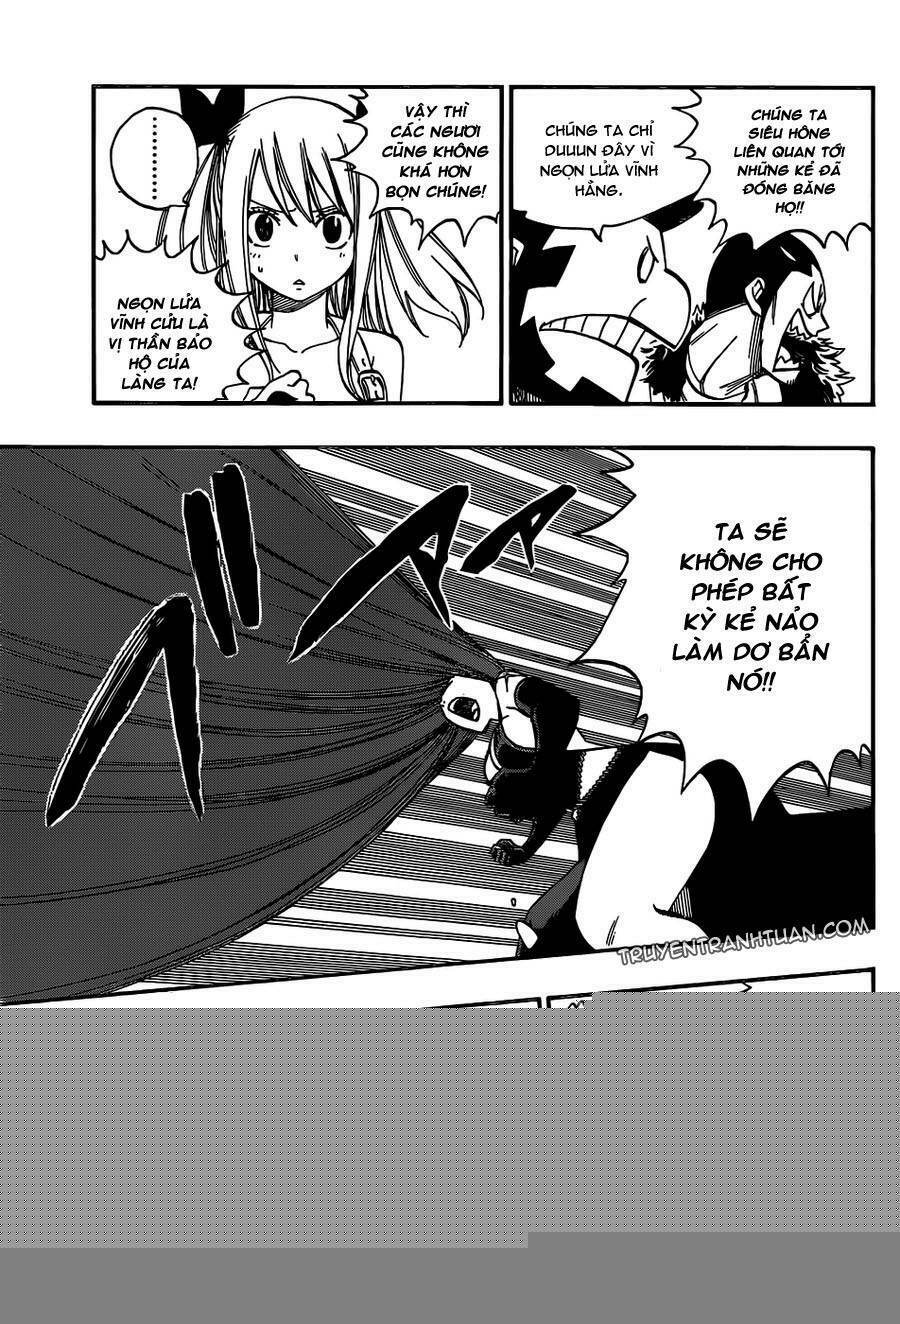 CHÚNG TA
SIÊU HÔNG
LIÊN QUAN TỚI
NHỮNG KẺ ĐÃ
ĐÓNG BĂNG
HỌ!!
CHÚNG TA CHỈ
DUUUN ĐÂY VÌ
NGỌN LỬA VĨNH
HẰNG.
VẬY THÌ
CÁC NGƯƠI
CŨNG KHÔNG
KHÁ HƠN
BỌN CHÚNG!
........
NGỌN LỬA
VĨNH CỬU LÀ
VỊ THẦN BẢO
HỘ CỦA
LÀNG TA!
TA SẼ
KHÔNG CHO
PHÉP BẤT
KỲ KẺ NẢO
LÀM DƠ BẨN
NÓ!!
TRUYENTRANHTUAN.COM